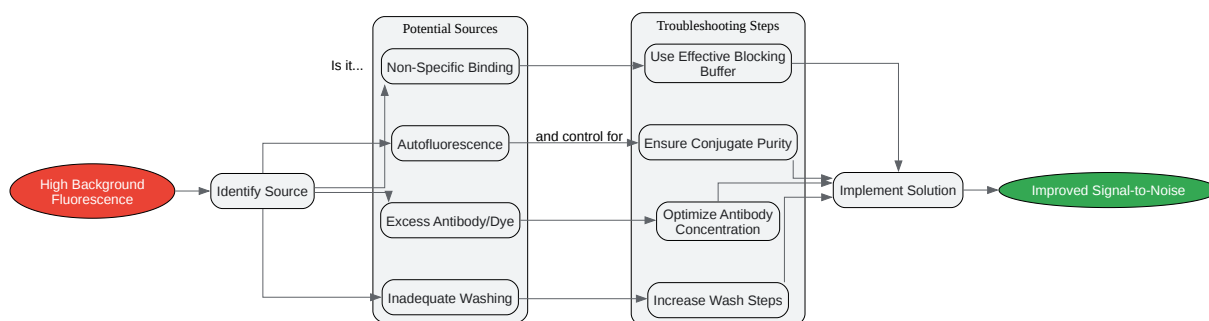 Potential Sources
Troubleshooting Steps
Is it...
Non-Specific Binding
Use Effective Blocking
Buffer
Autofluorescence
and control for
Ensure Conjugate Purity
High Background
Fluorescence
Identify Source
Implement Solution
Improved Signal-to-Noise
Excess Antibody/Dye
Optimize Antibody
Concentration
Inadequate Washing
Increase Wash Steps